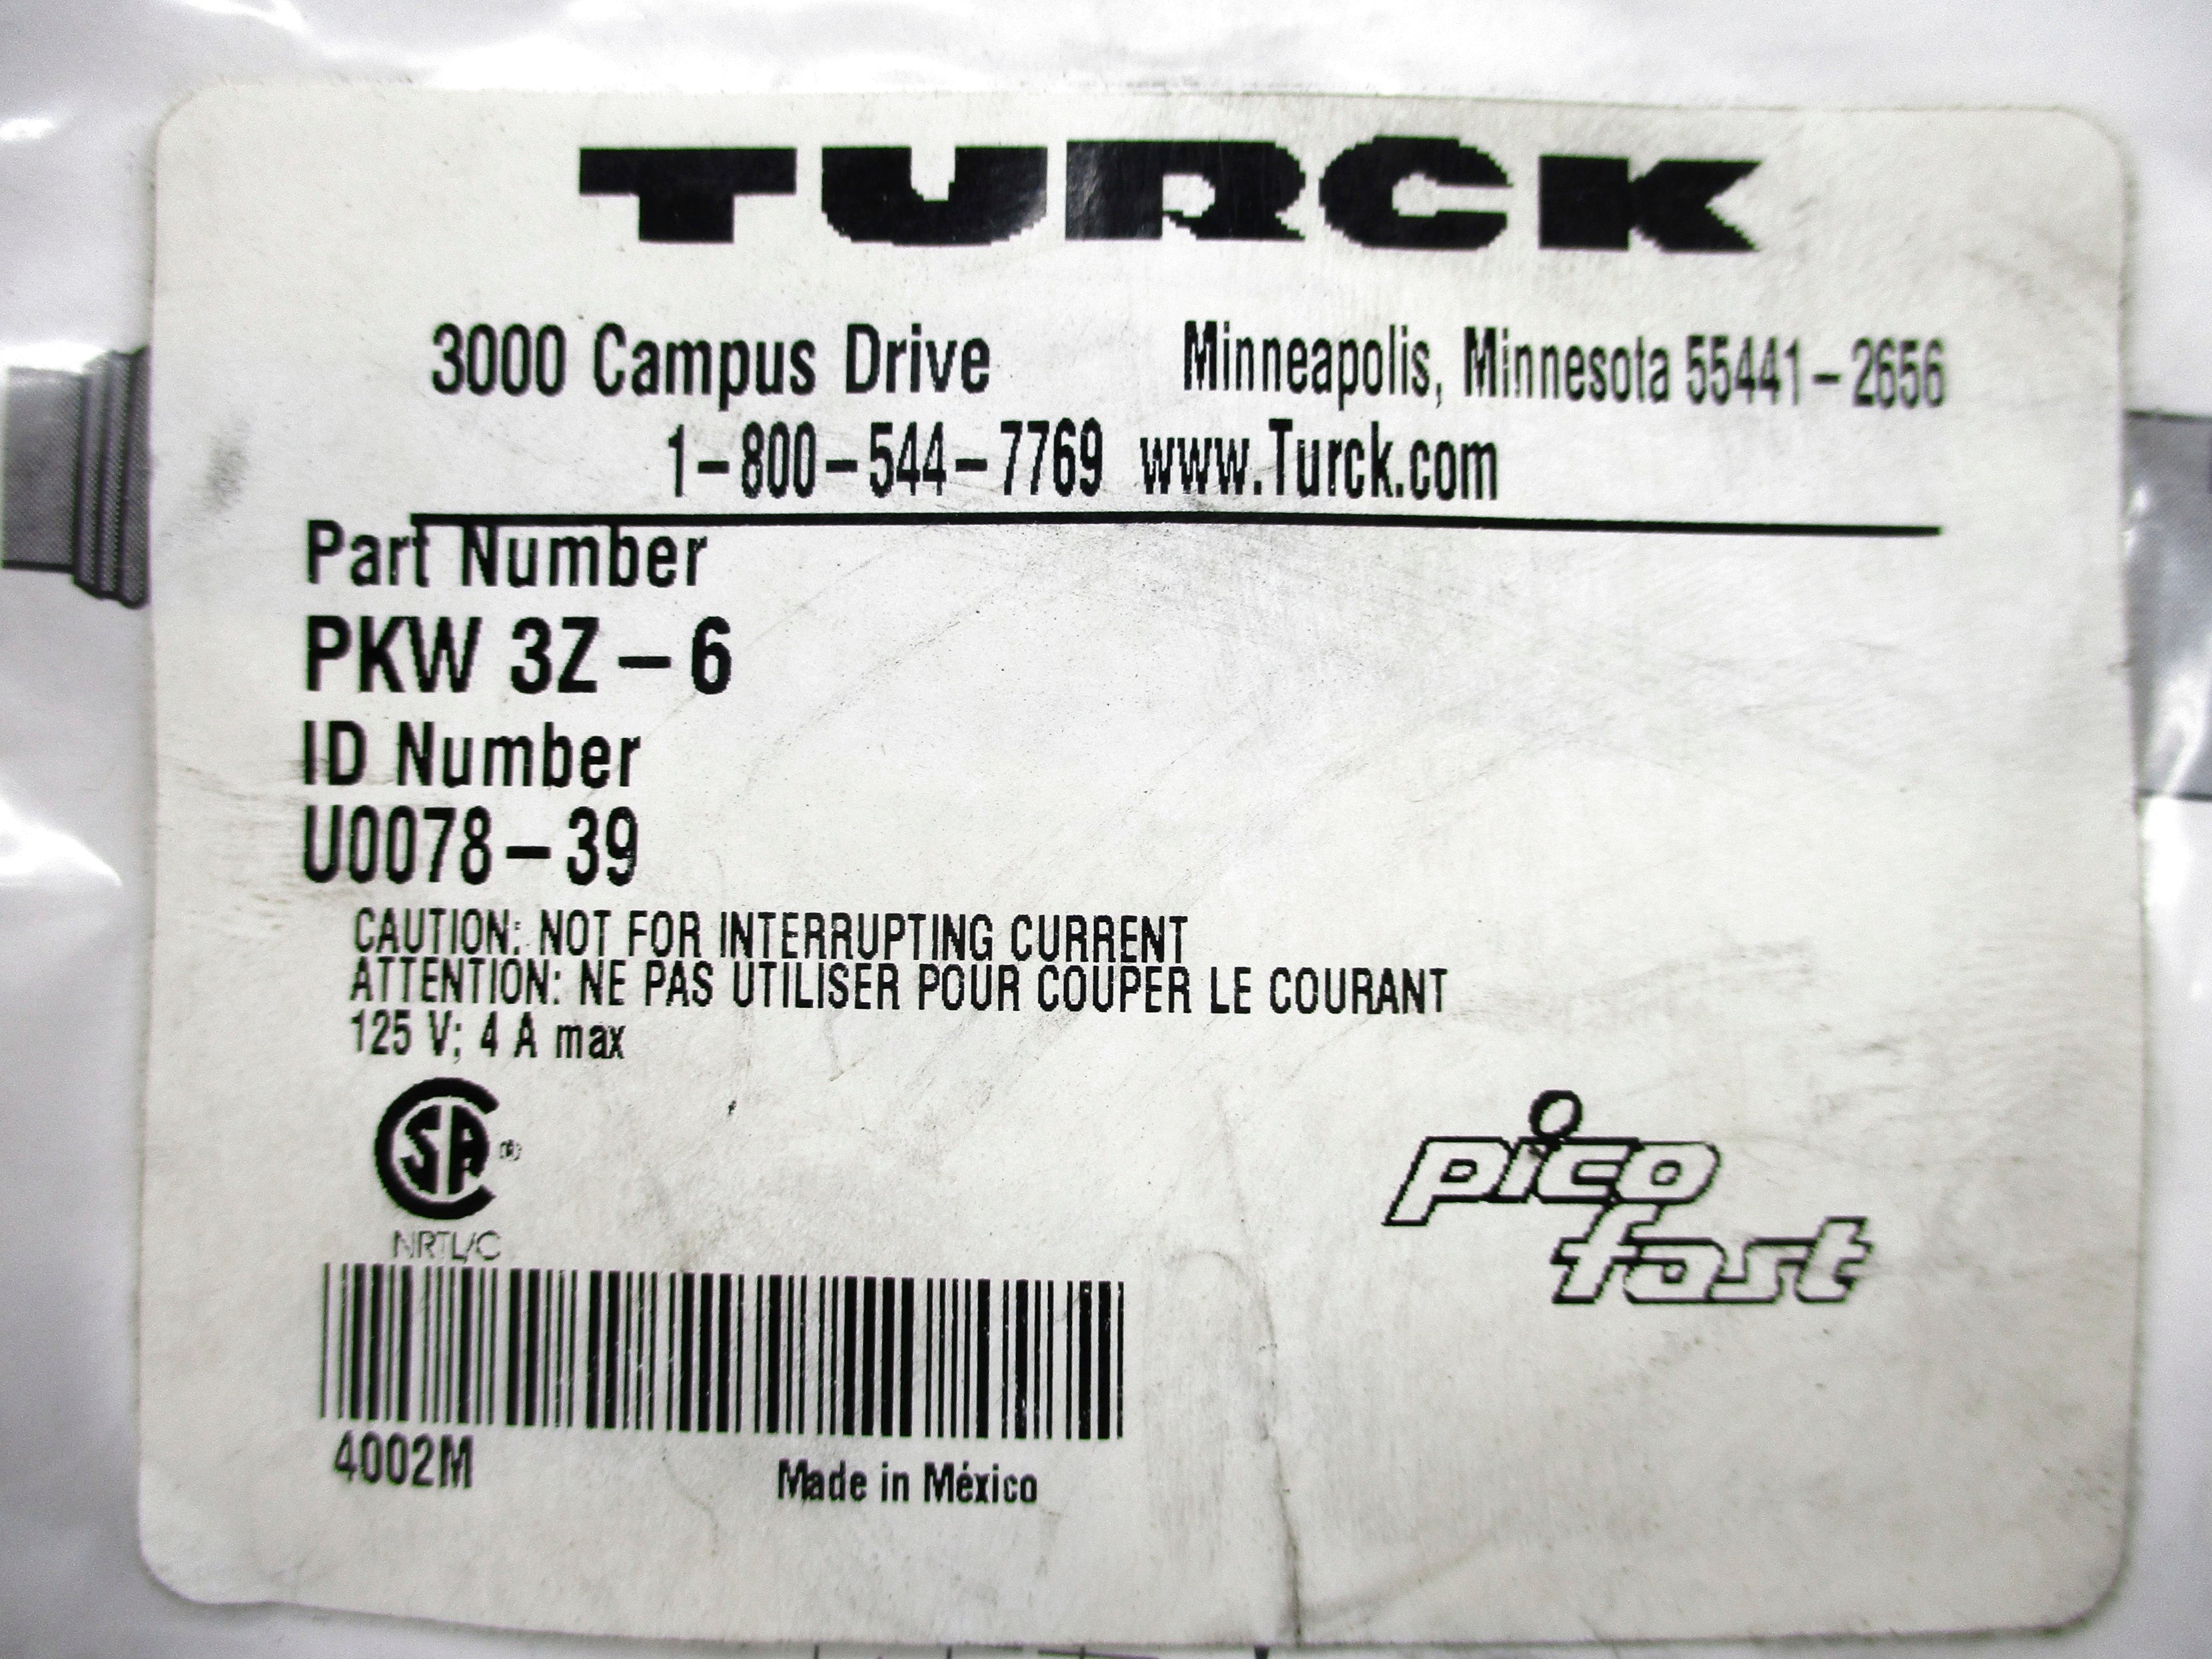 TURCK
3000 Campus Drive Minneapolis, Minnesota 55441-2656
1-800-544-7769 www.Turck.com
Part Number
PKW 3Z-6
ID Number
U0078-39
CAUTION: NOT FOR INTERRUPTING CURRENT
ATTENTION: NE PAS UTILISER POUR COUPER LE COURANT
125 V; 4 A max
CSA ®
NRTL/C
pico
fast
4002M Made in México